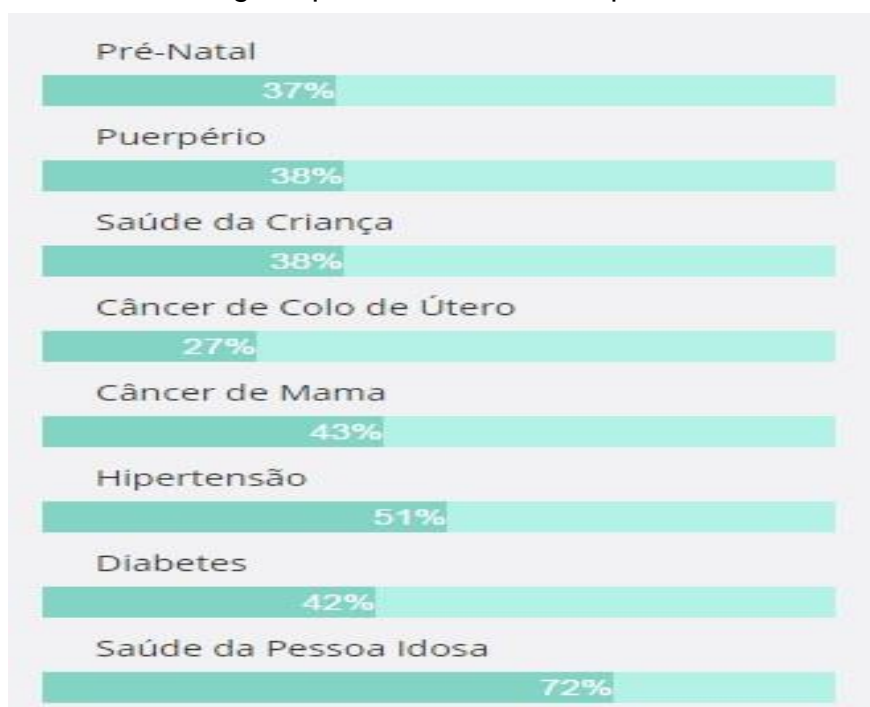 Pré-Natal
37%
Puerpério
38%
Saúde da Criança
38%
Câncer de Colo de Útero
27%
Câncer de Mama
43%
Hipertensão
51%
Diabetes
42%
Saúde da Pessoa Idosa
72%